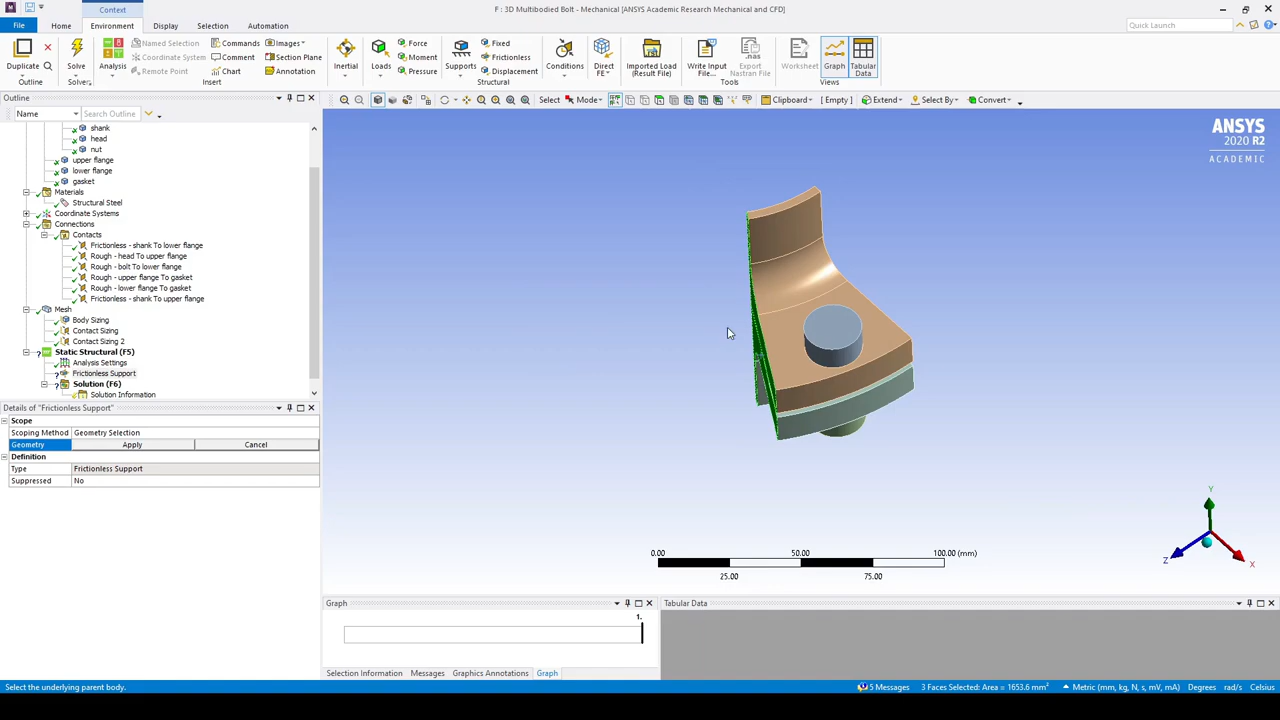 Context
F : 3D Multibodied Bolt - Mechanical [ANSYS Academic Research Mechanical and CFD]
File Home Environment Display Selection Automation
Quick Launch
Duplicate
Outline
Solve
Solver
Analysis
Named Selection
Coordinate System
Remote Point
Commands
Comment
Chart
Images
Section Plane
Annotation
Insert
Inertial
Loads
Force
Moment
Pressure
Supports
Fixed
Frictionless
Displacement
Structural
Conditions
Direct
FE
Imported Load
(Result File)
Write Input
File...
Export
Nastran File
Tools
Worksheet
Graph
Tabular
Data
Views
Outline
Select Mode Clipboard [ Empty ] Extend Select By Convert
Name Search Outline
shank
head
nut
upper flange
lower flange
gasket
Materials
Structural Steel
Coordinate Systems
Connections
Contacts
Frictionless - shank To lower flange
Rough - head To upper flange
Rough - bolt To lower flange
Rough - upper flange To gasket
Rough - lower flange To gasket
Frictionless - shank To upper flange
Mesh
Body Sizing
Contact Sizing
Contact Sizing 2
Static Structural (F5)
Analysis Settings
Frictionless Support
Solution (F6)
Solution Information
Details of "Frictionless Support"
Scope
Scoping Method Geometry Selection
Geometry Apply Cancel
Definition
Type Frictionless Support
Suppressed No
ANSYS
2020 R2
ACADEMIC
0.00 50.00 100.00 (mm)
25.00 75.00
Y
Z X
Graph
1.
Tabular Data
Selection Information Messages Graphics Annotations Graph
Select the underlying parent body. 5 Messages 3 Faces Selected: Area = 1653.6 mm² Metric (mm, kg, N, s, mV, mA) Degrees rad/s Celsius